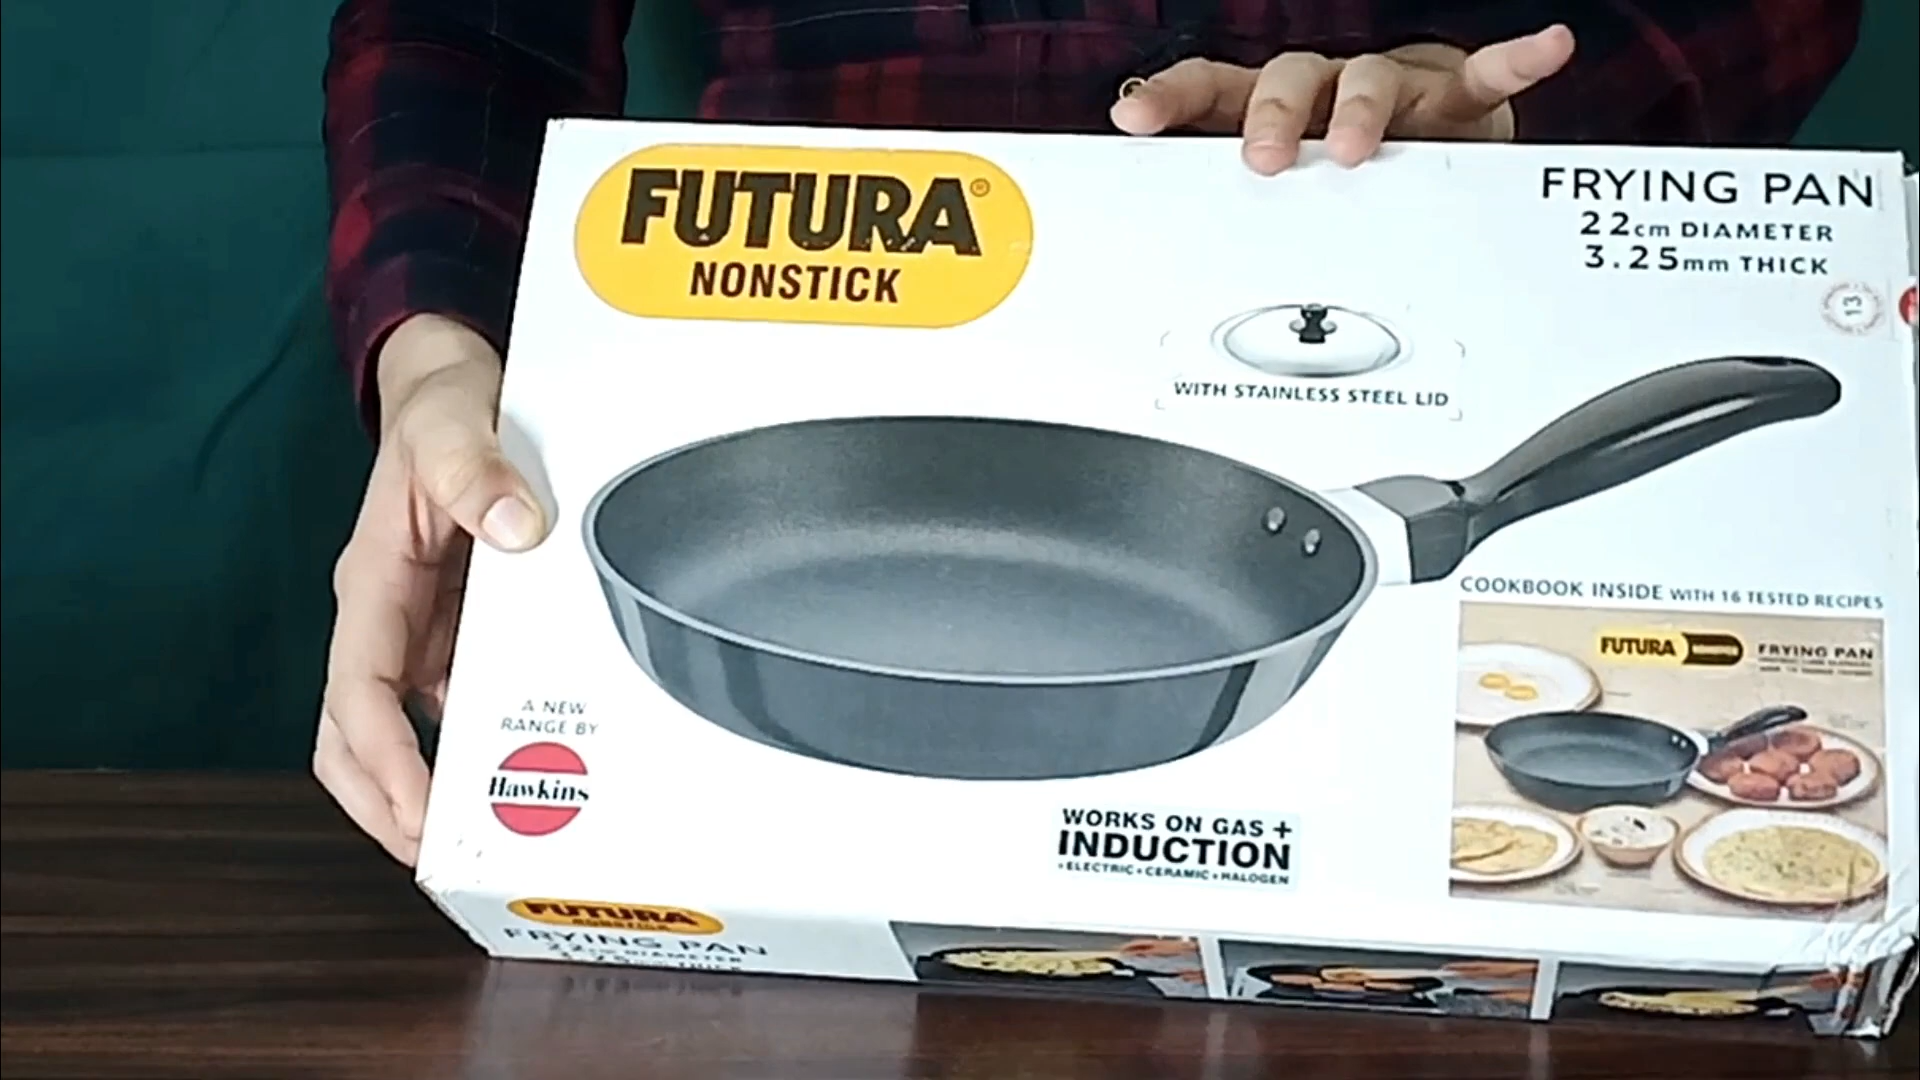 FUTURA®
NONSTICK
FRYING PAN
22cm DIAMETER
3.25mm THICK
13
WITH STAINLESS STEEL LID
COOKBOOK INSIDE WITH 16 TESTED RECIPES
FUTURA
FRYING PAN
A NEW
RANGE BY
Hawkins
WORKS ON GAS +
INDUCTION
• ELECTRIC • CERAMIC • HALOGEN
FUTURA
NONSTICK
FRYING PAN
22cm DIAMETER